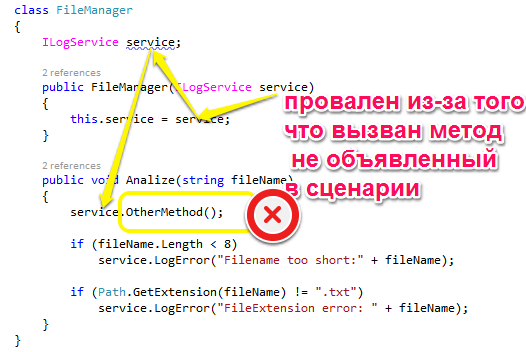 class FileManager
{
ILogService service;
2 references
public FileManager(ILogService service)
{
this.service = service;
}
провален из-за того
что вызван метод
не объявленный
в сценарии
2 references
public void Analize(string fileName)
{
service.OtherMethod();
if (fileName.Length < 8)
service.LogError("Filename too short:" + fileName);
if (Path.GetExtension(fileName) != ".txt")
service.LogError("FileExtension error: " + fileName);
}
}